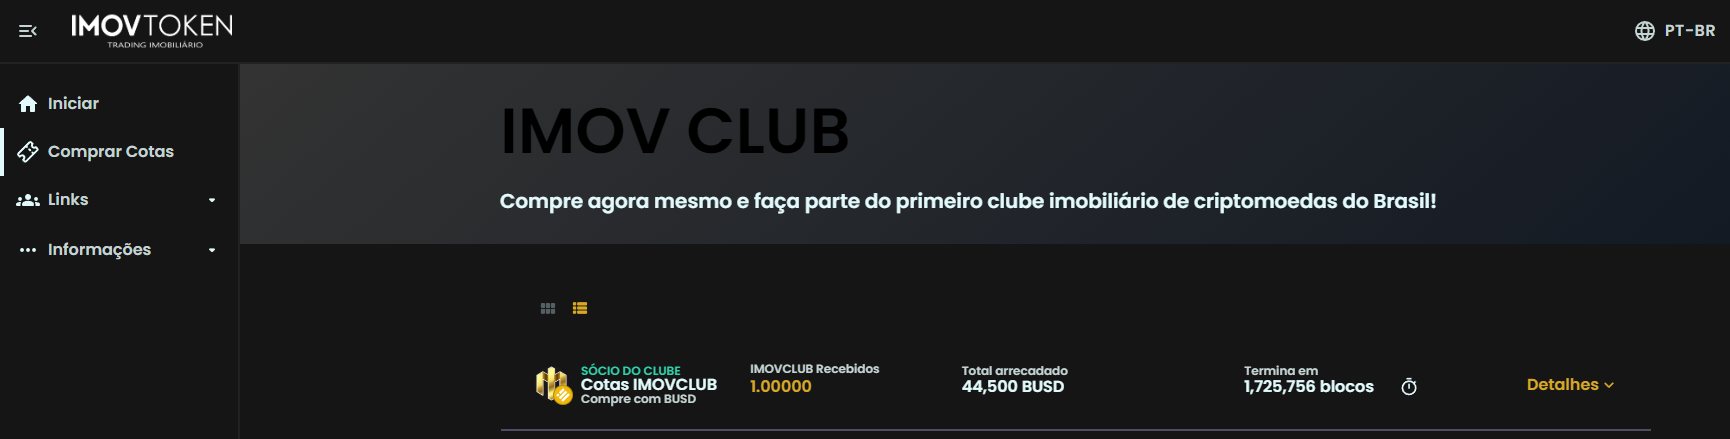 IMOVTOKEN
TRADING IMOBILIÁRIO
PT-BR
Iniciar
Comprar Cotas
Links
Informações
IMOV CLUB
Compre agora mesmo e faça parte do primeiro clube imobiliário de criptomoedas do Brasil!
SÓCIO DO CLUBE
Cotas IMOVCLUB
Compre com BUSD
IMOVCLUB Recebidos
1.00000
Total arrecadado
44,500 BUSD
Termina em
1,725,756 blocos
Detalhes